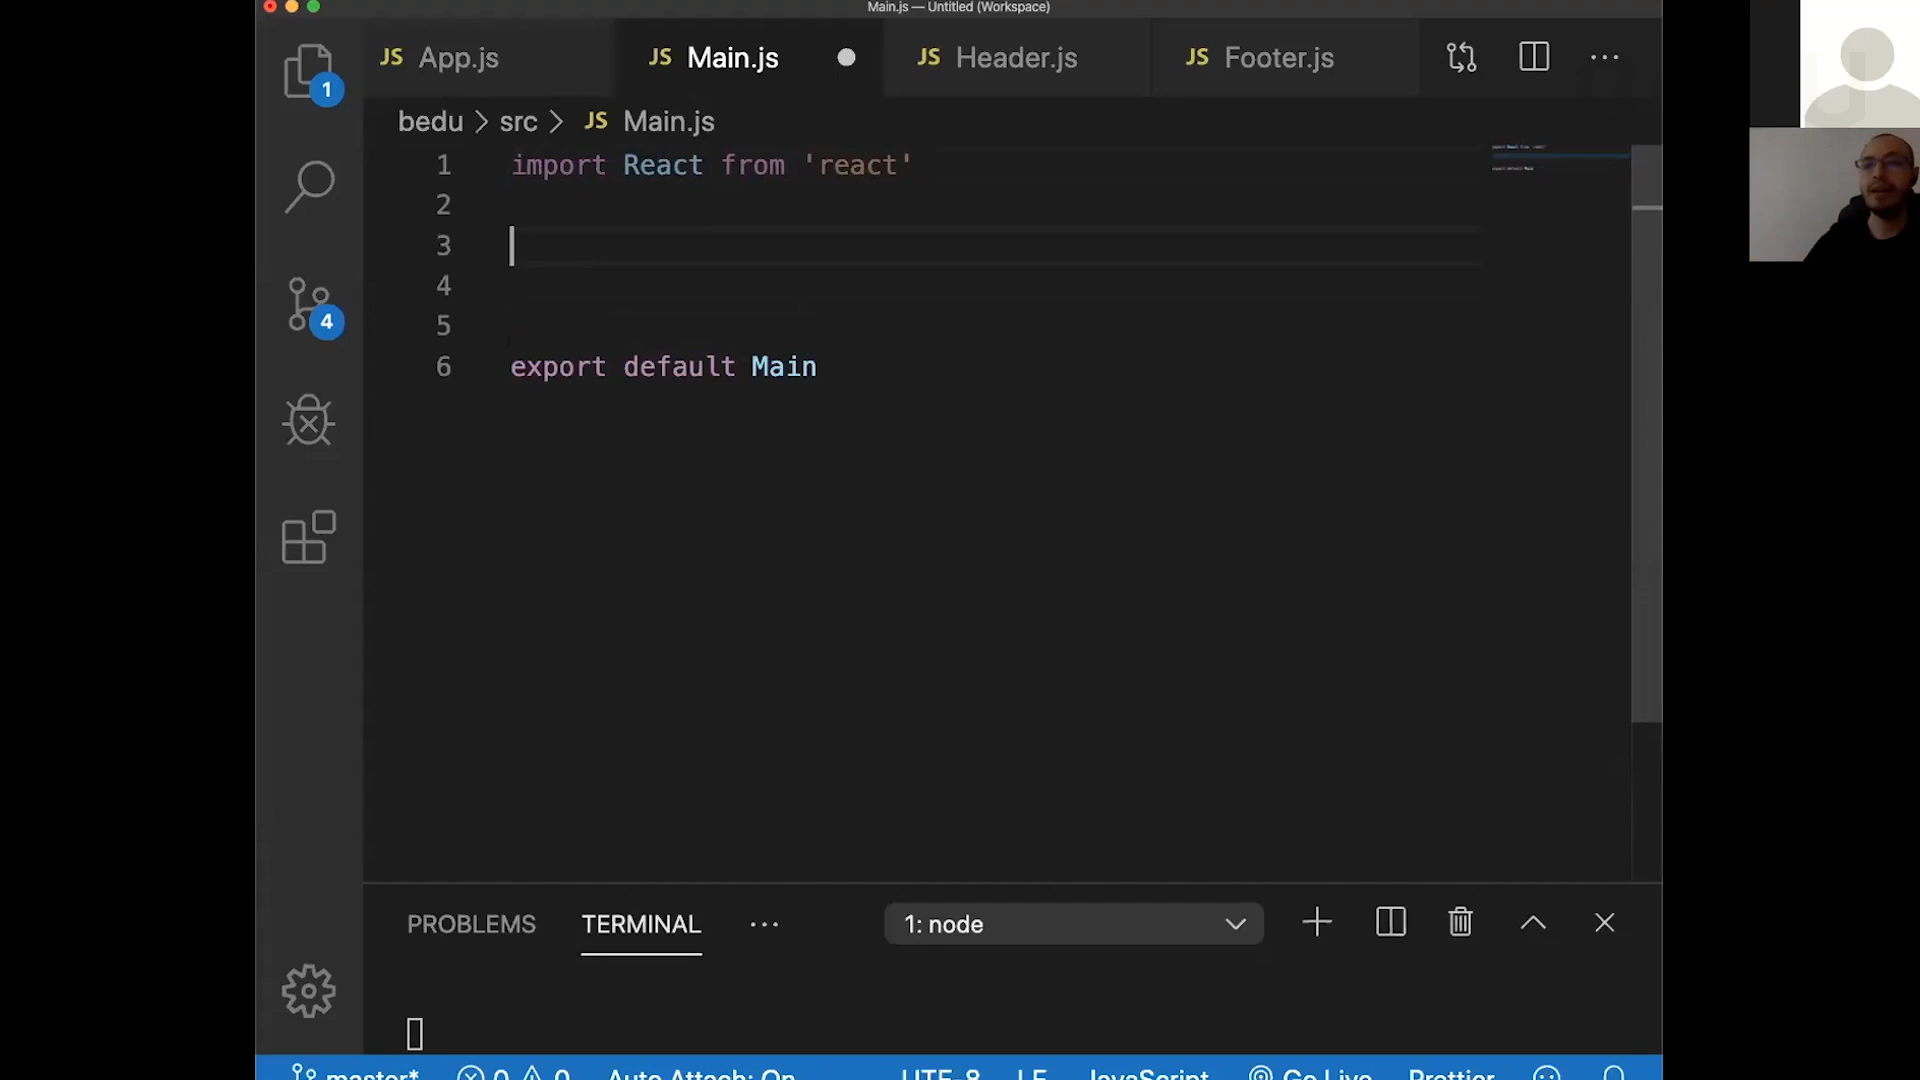 Main.js — Untitled (Workspace)
JS App.js
JS Main.js
JS Header.js
JS Footer.js
1
bedu > src > JS Main.js
1 import React from 'react'
2
3
4
5
6 export default Main
4
PROBLEMS TERMINAL ···
1: node
master* 0 0 Auto Attach: On UTF-8 LF JavaScript Go Live Prettier